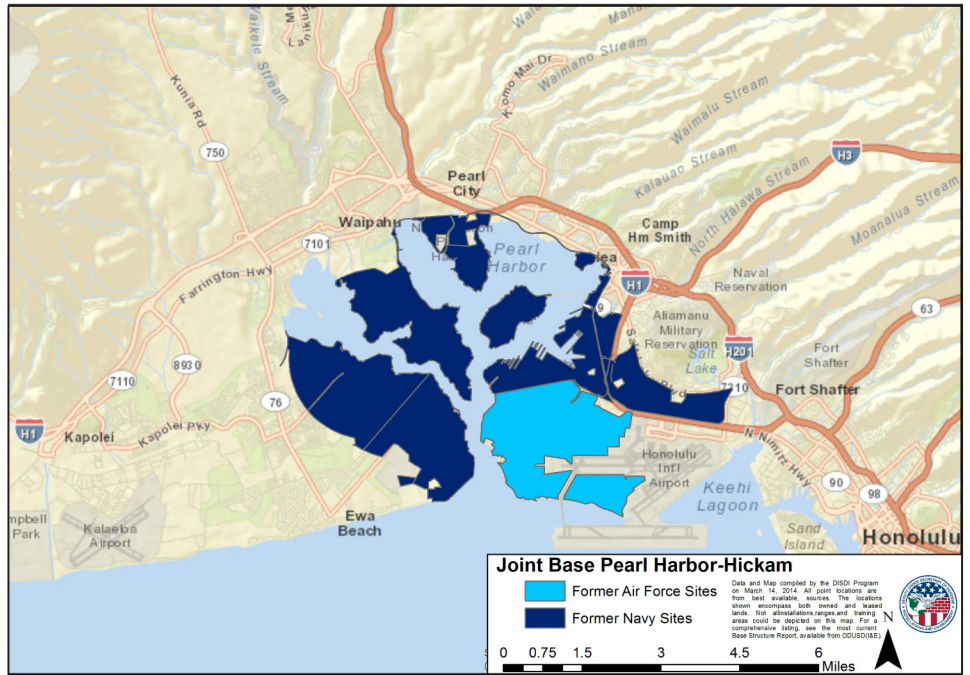 Waikele Stream
Kunia Rd
Komo Mai Dr
Waimano Stream
Waimalu Stream
Kalauao Stream
North Halawa Stream
Moanalua Stream
750
H3
Pearl
City
Waipahu
7101
Farrington Hwy
Pearl
Harbor
Camp
Hm Smith
H1
Naval
Reservation
63
Aliamanu
Military
Reservation
Salt
Lake
H201
Fort
Shafter
8930
7110
76
7310
Fort Shafter
H1
Kapolei
Kapolei Pky
N Nimitz Hwy
Honolulu
Int'l
Airport
Keehi
Lagoon
90
98
Ewa
Beach
Kalaeloa
Airport
Park
Sand
Island
Honolulu
Joint Base Pearl Harbor-Hickam
Former Air Force Sites
Former Navy Sites
Data and Map compiled by the DISDI Program
on March 14, 2014. All point locations are
from best available, sources. The locations
shown encompass both owned and leased
lands. Not allinstallations,ranges,and training
areas could be depicted on this map. For a
comprehensive listing, see the most current
Base Structure Report, available from ODUSD(I&E).
N
0 0.75 1.5 3 4.5 6
Miles